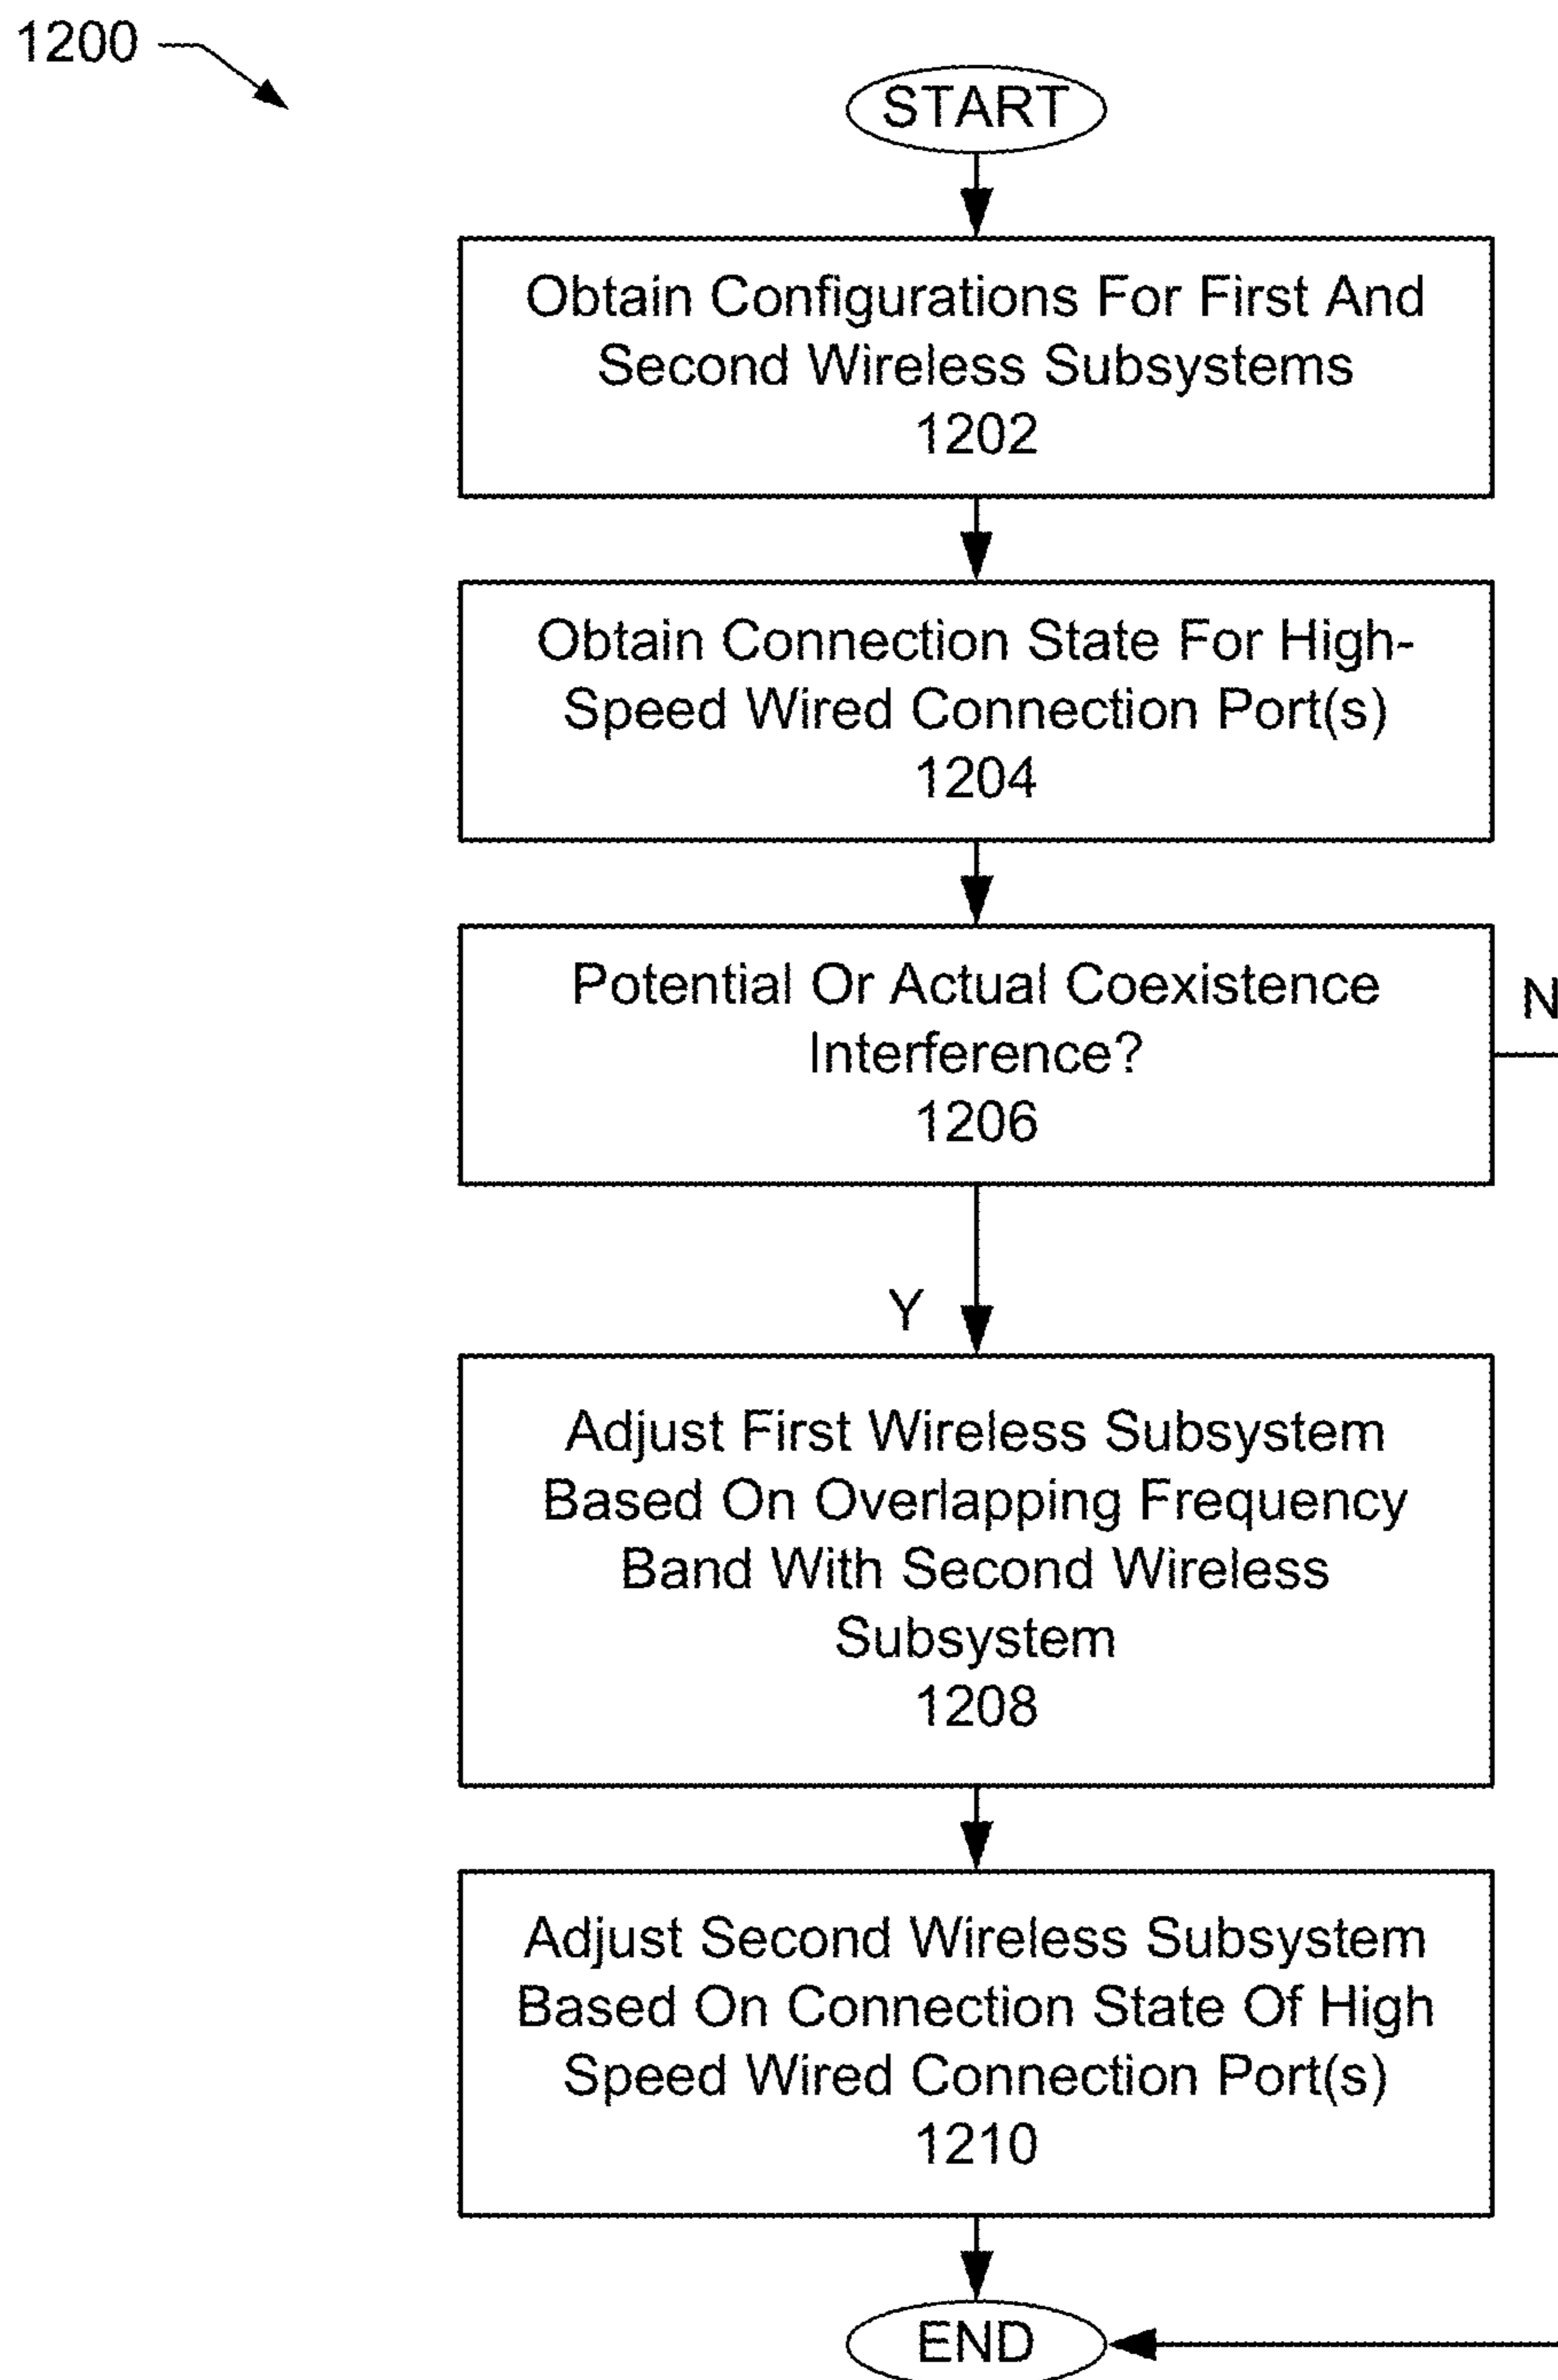 1200
START
Obtain Configurations For First And
Second Wireless Subsystems
1202
Obtain Connection State For High-
Speed Wired Connection Port(s)
1204
Potential Or Actual Coexistence
Interference?
1206
N
Y
Adjust First Wireless Subsystem
Based On Overlapping Frequency
Band With Second Wireless
Subsystem
1208
Adjust Second Wireless Subsystem
Based On Connection State Of High
Speed Wired Connection Port(s)
1210
END